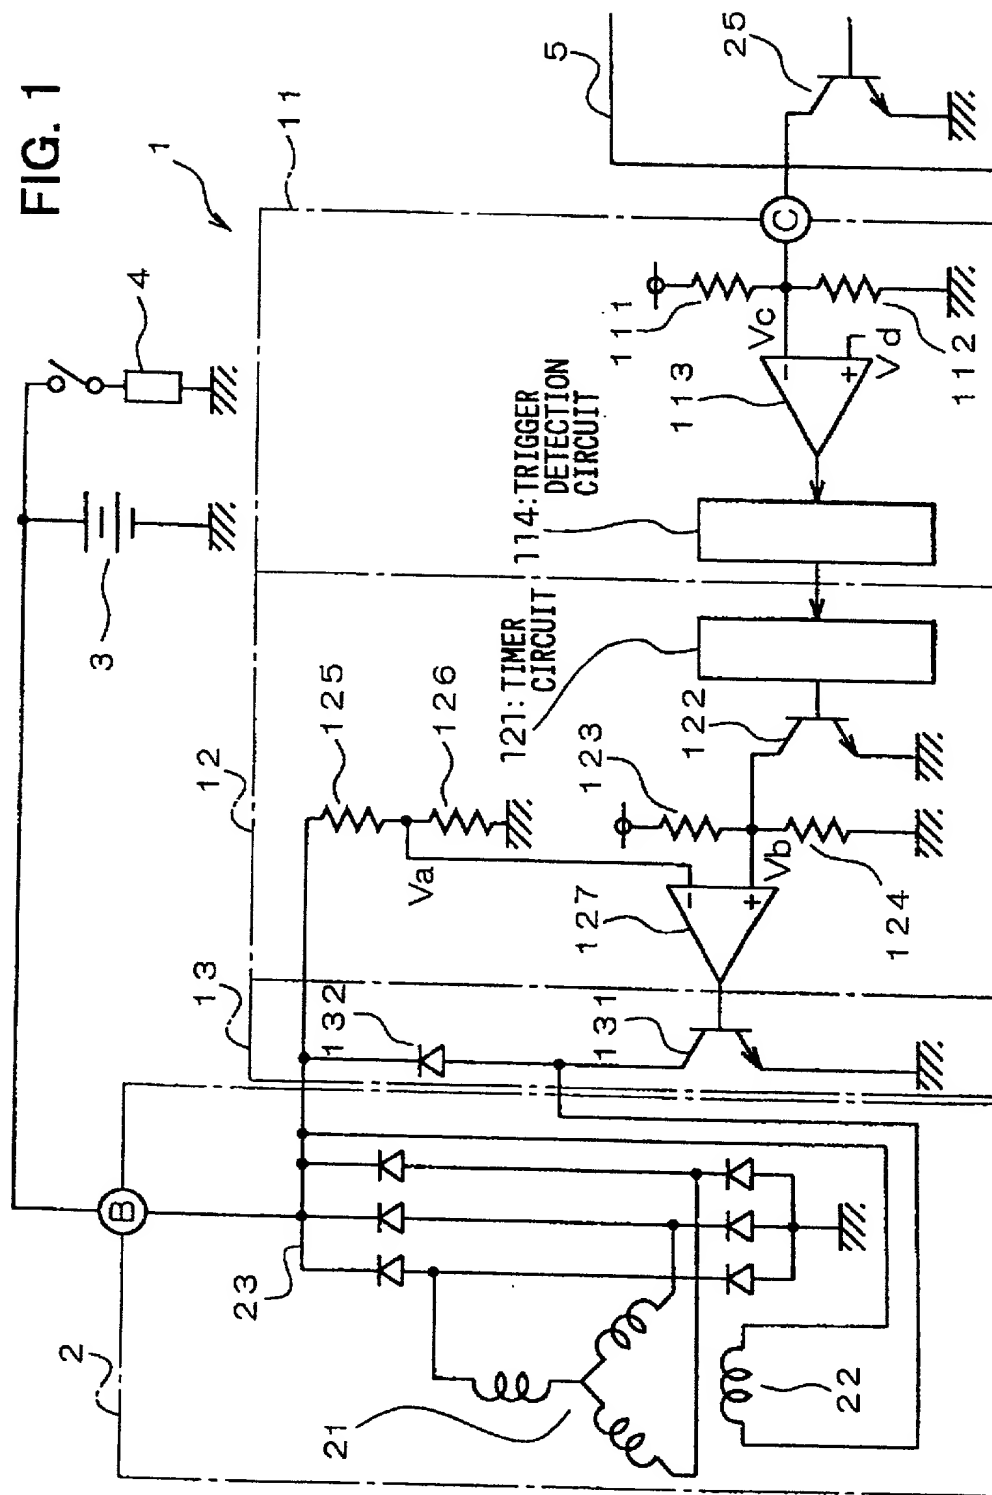 FIG. 1
1
11
5
25
4
3
C
111
Vc
112
Vd
113
-
+
114:TRIGGER
DETECTION
CIRCUIT
121:TIMER
CIRCUIT
12
125
126
Va
123
122
Vb
124
127
-
+
13
132
131
B
2
23
21
22